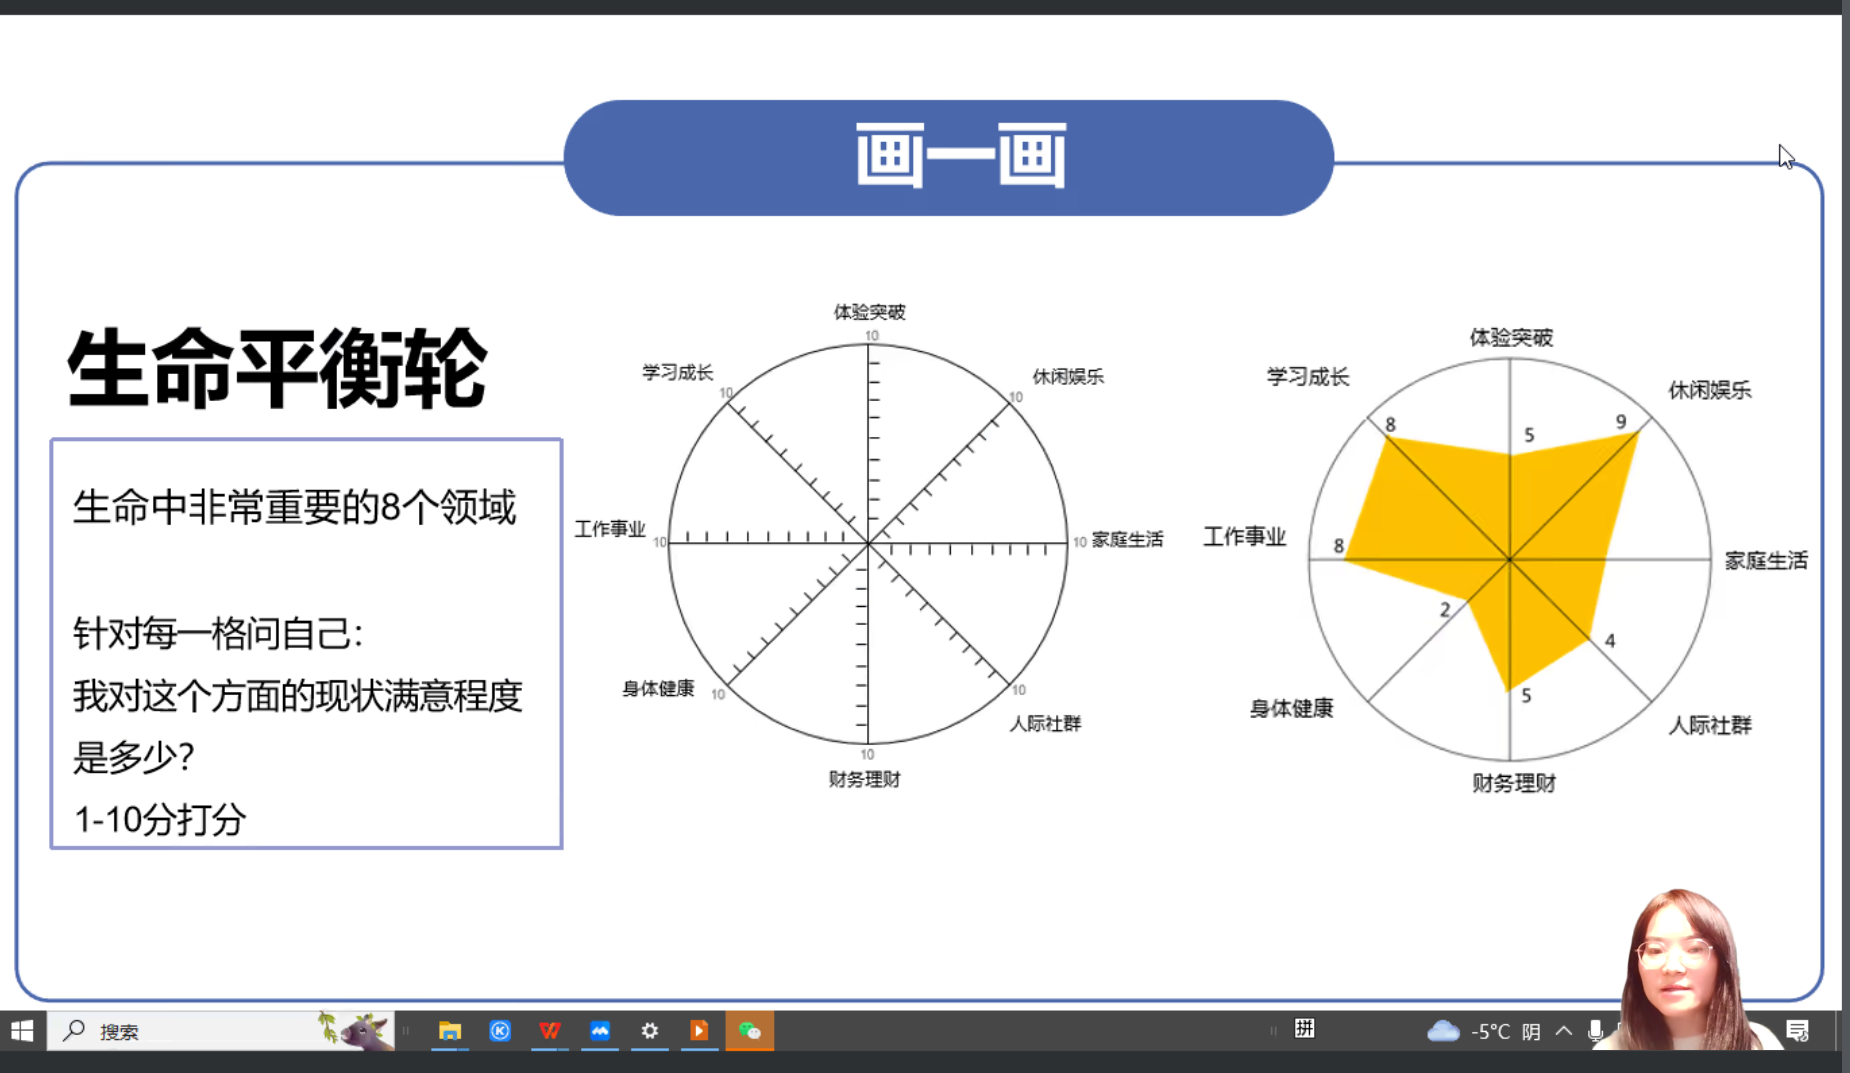 画一画
生命平衡轮
生命中非常重要的8个领域
针对每一格问自己：
我对这个方面的现状满意程度
是多少？
1-10分打分
体验突破
10
学习成长
10
休闲娱乐
10
工作事业
10
10
家庭生活
身体健康
10
10
人际社群
10
财务理财
体验突破
学习成长
休闲娱乐
8
5
9
工作事业
8
家庭生活
2
4
身体健康
5
人际社群
财务理财
搜索
拼
-5°C 阴